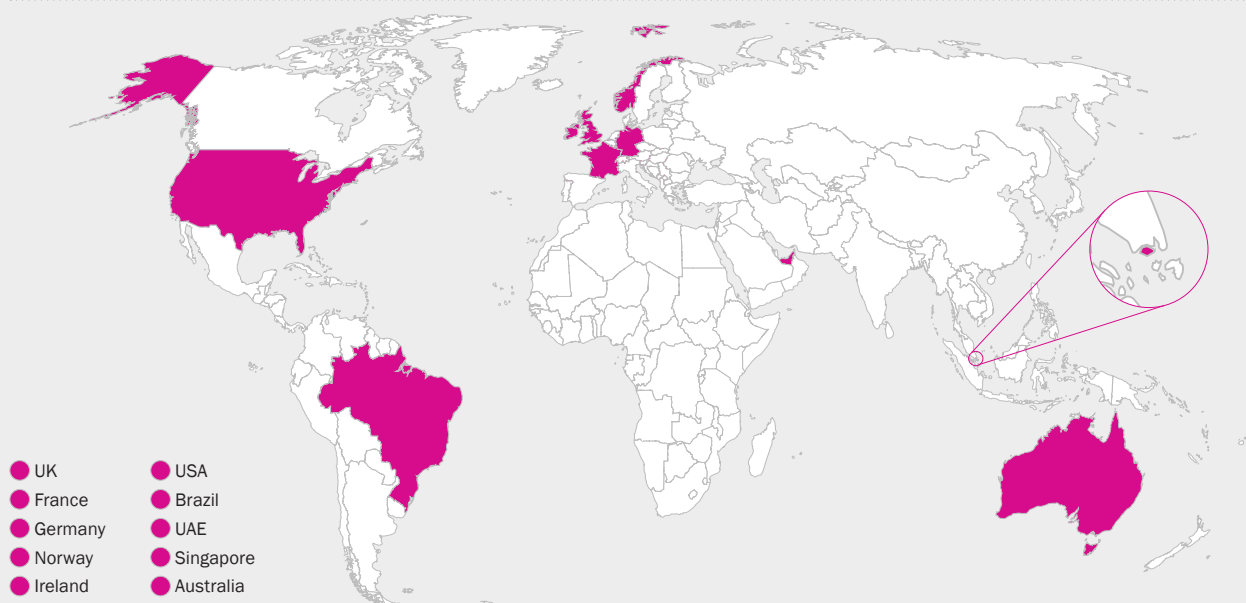 UK
France
Germany
Norway
Ireland
USA
Brazil
UAE
Singapore
Australia